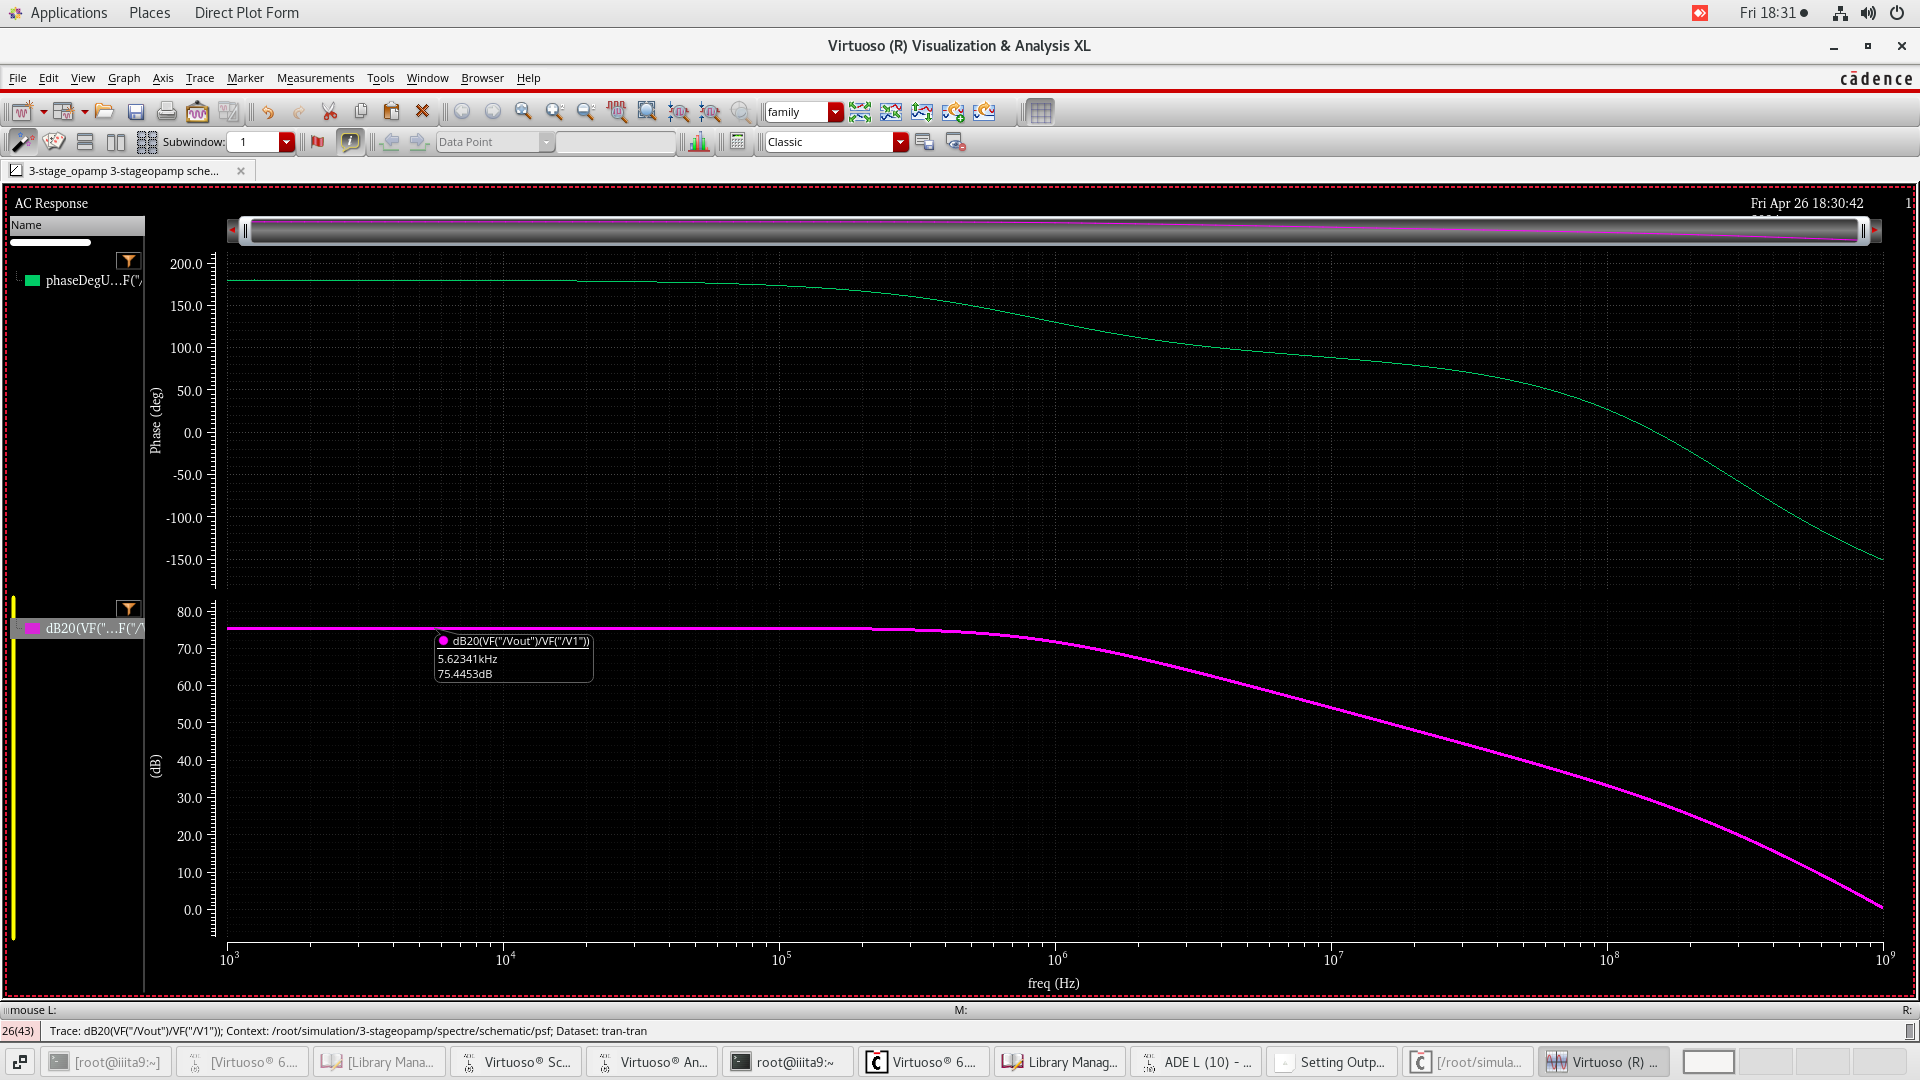 Applications Places Direct Plot Form Fri 18:31
Virtuoso (R) Visualization & Analysis XL
File Edit View Graph Axis Trace Marker Measurements Tools Window Browser Help cādence
family
Subwindow: 1 Data Point Classic
3-stage_opamp 3-stageopamp sche...
AC Response Fri Apr 26 18:30:42 1
Name
phaseDegU...F("/
200.0
150.0
100.0
50.0
0.0
-50.0
-100.0
-150.0
Phase (deg)
dB20(VF("...F("/V
80.0
70.0
60.0
50.0
40.0
30.0
20.0
10.0
0.0
(dB)
dB20(VF("/Vout")/VF("/V1"))
5.62341kHz
75.4453dB
10^3 10^4 10^5 10^6 10^7 10^8 10^9
freq (Hz)
mouse L: M: R:
26(43) Trace: dB20(VF("/Vout")/VF("/V1")); Context: /root/simulation/3-stageopamp/spectre/schematic/psf; Dataset: tran-tran
[root@iiita9:~] [Virtuoso® 6.... [Library Mana... Virtuoso® Sc... Virtuoso® An... root@iiita9:~ Virtuoso® 6.... Library Manag... ADE L (10) - ... Setting Outp... [/root/simula... Virtuoso (R) ...